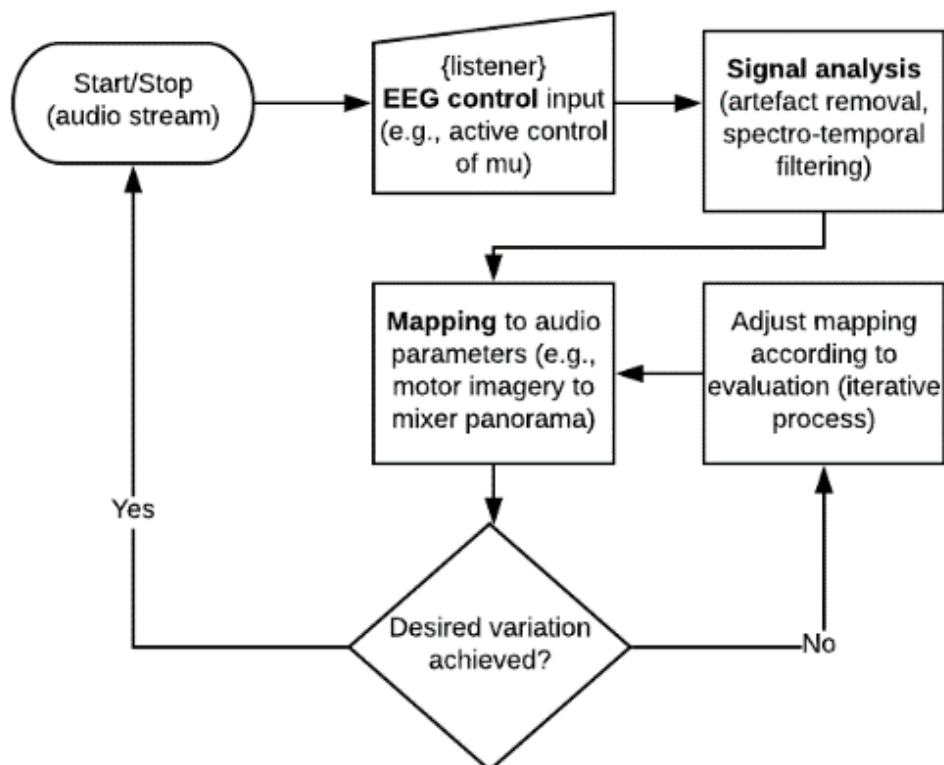 Start/Stop
(audio stream)
{listener}
EEG control input
(e.g., active control
of mu)
Signal analysis
(artefact removal,
spectro-temporal
filtering)
Mapping to audio
parameters (e.g.,
motor imagery to
mixer panorama)
Adjust mapping
according to
evaluation (iterative
process)
Yes
Desired variation
achieved?
No